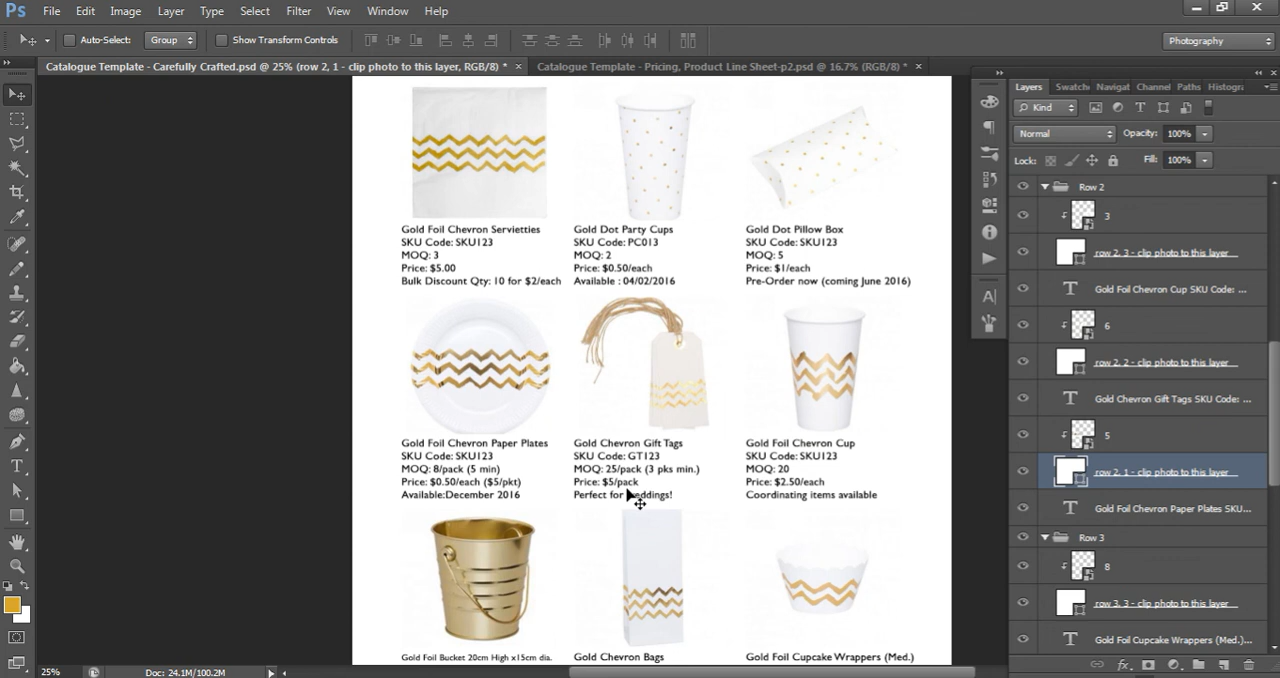 Ps File Edit Image Layer Type Select Filter View Window Help
Auto-Select: Group Show Transform Controls Photography
Catalogue Template - Carefully Crafted.psd @ 25% (row 2, 1 - clip photo to this layer, RGB/8) * × Catalogue Template - Pricing, Product Line Sheet-p2.psd @ 16.7% (RGB/8) * ×
Gold Foil Chevron Servietties
SKU Code: SKU123
MOQ: 3
Price: $5.00
Bulk Discount Qty: 10 for $2/each
Gold Dot Party Cups
SKU Code: PC013
MOQ: 2
Price: $0.50/each
Available : 04/02/2016
Gold Dot Pillow Box
SKU Code: SKU123
MOQ: 5
Price: $1/each
Pre-Order now (coming June 2016)
Gold Foil Chevron Paper Plates
SKU Code: SKU123
MOQ: 8/pack (5 min)
Price: $0.50/each ($5/pkt)
Available:December 2016
Gold Chevron Gift Tags
SKU Code: GT123
MOQ: 25/pack (3 pks min.)
Price: $5/pack
Perfect for weddings!
Gold Foil Chevron Cup
SKU Code: SKU123
MOQ: 20
Price: $2.50/each
Coordinating items available
Gold Foil Bucket 20cm High x15cm dia.
Gold Chevron Bags
Gold Foil Cupcake Wrappers (Med.)
25% Doc: 24.1M/100.2M
Layers Swatch Navigat Channel Paths Histogra
Kind
Normal Opacity: 100%
Lock: Fill: 100%
Row 2
3
row 2, 3 - clip photo to this layer
Gold Foil Chevron Cup SKU Code: ...
6
row 2, 2 - clip photo to this layer
Gold Chevron Gift Tags SKU Code: ...
5
row 2, 1 - clip photo to this layer
Gold Foil Chevron Paper Plates SKU...
Row 3
8
row 3, 3 - clip photo to this layer
Gold Foil Cupcake Wrappers (Med.)...